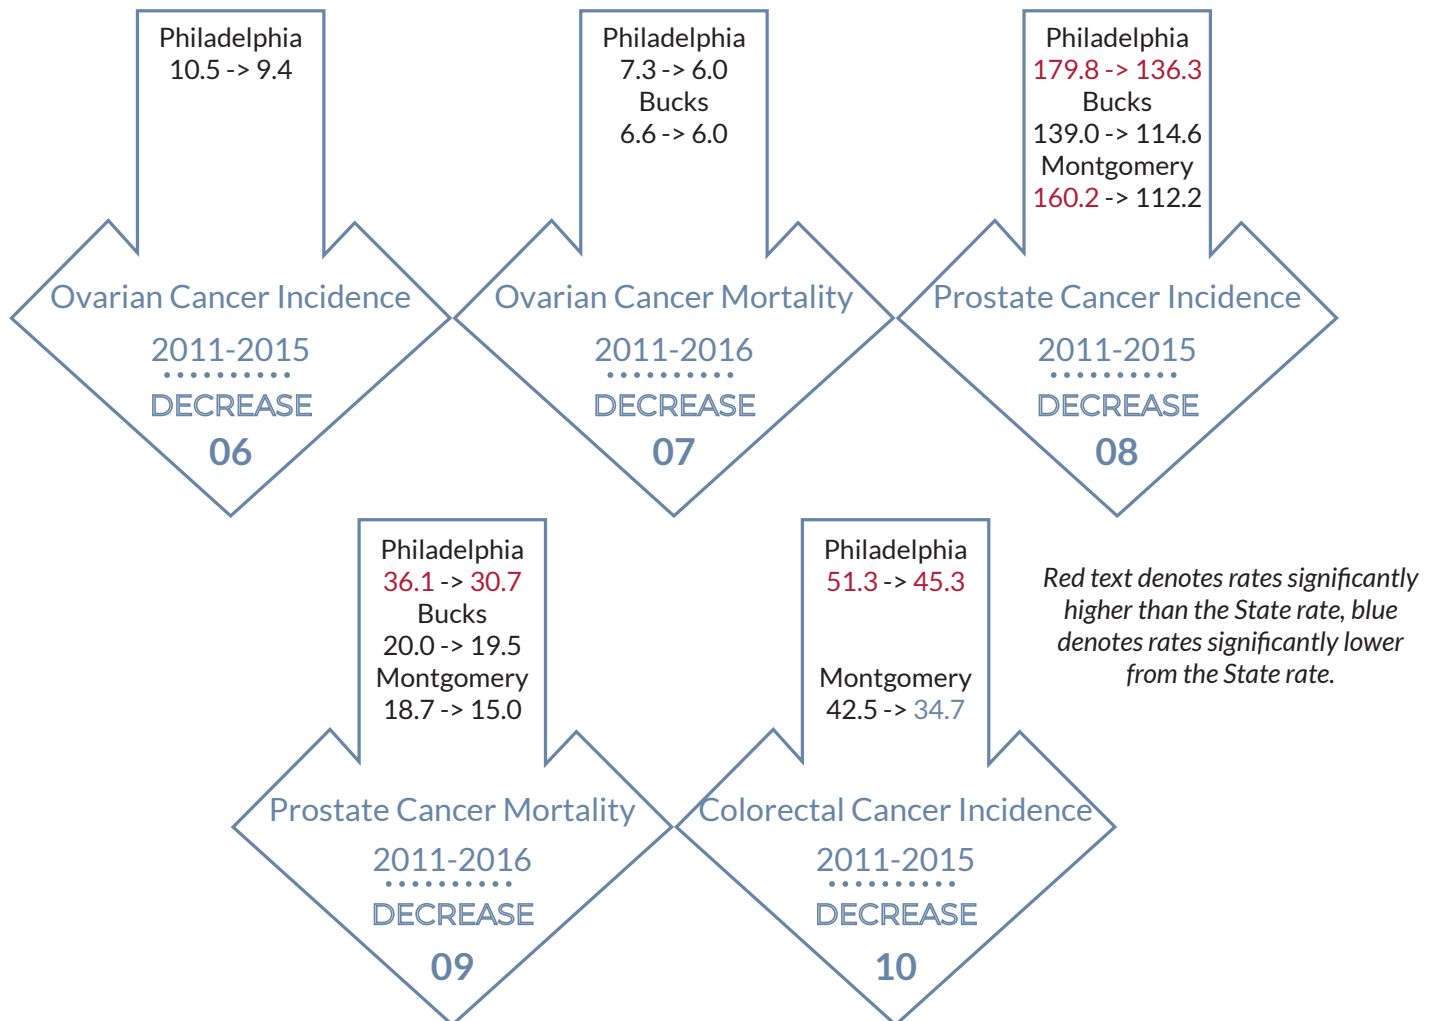 Philadelphia
10.5 -> 9.4
Ovarian Cancer Incidence
2011-2015
DECREASE
06
Philadelphia
7.3 -> 6.0
Bucks
6.6 -> 6.0
Ovarian Cancer Mortality
2011-2016
DECREASE
07
Philadelphia
179.8 -> 136.3
Bucks
139.0 -> 114.6
Montgomery
160.2 -> 112.2
Prostate Cancer Incidence
2011-2015
DECREASE
08
Philadelphia
36.1 -> 30.7
Bucks
20.0 -> 19.5
Montgomery
18.7 -> 15.0
Prostate Cancer Mortality
2011-2016
DECREASE
09
Philadelphia
51.3 -> 45.3
Montgomery
42.5 -> 34.7
Colorectal Cancer Incidence
2011-2015
DECREASE
10
Red text denotes rates significantly
higher than the State rate, blue
denotes rates significantly lower
from the State rate.